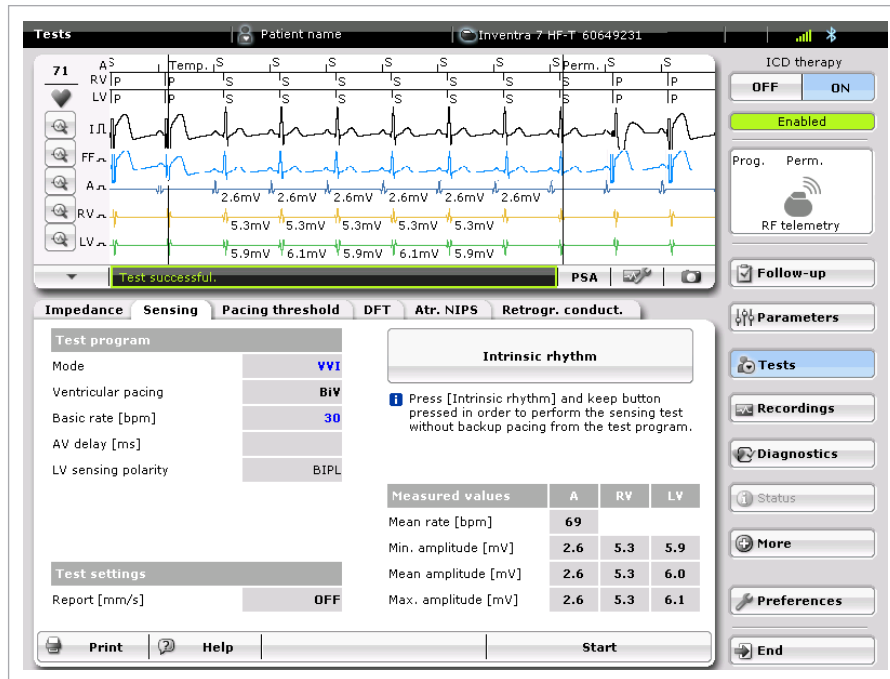 Tests Patient name Inventra 7 HF-T 60649231
71 A S Temp. S S S S S S Perm. S S
RV P P S S S S S S S P P
LV P P S S S S S S S P P
I
FF
A 2.6mV 2.6mV 2.6mV 2.6mV 2.6mV 2.6mV
RV 5.3mV 5.3mV 5.3mV 5.3mV 5.3mV
LV 5.9mV 6.1mV 5.9mV 6.1mV 5.9mV
Test successful. PSA
ICD therapy
OFF ON
Enabled
Prog. Perm.
RF telemetry
Impedance Sensing Pacing threshold DFT Atr. NIPS Retrogr. conduct.
Test program
Mode VVI
Ventricular pacing BiV
Basic rate [bpm] 30
AV delay [ms]
LV sensing polarity BIPL
Test settings
Report [mm/s] OFF
Intrinsic rhythm
Press [Intrinsic rhythm] and keep button
pressed in order to perform the sensing test
without backup pacing from the test program.
Measured values A RV LV
Mean rate [bpm] 69
Min. amplitude [mV] 2.6 5.3 5.9
Mean amplitude [mV] 2.6 5.3 6.0
Max. amplitude [mV] 2.6 5.3 6.1
Print Help Start
Follow-up
Parameters
Tests
Recordings
Diagnostics
Status
More
Preferences
End